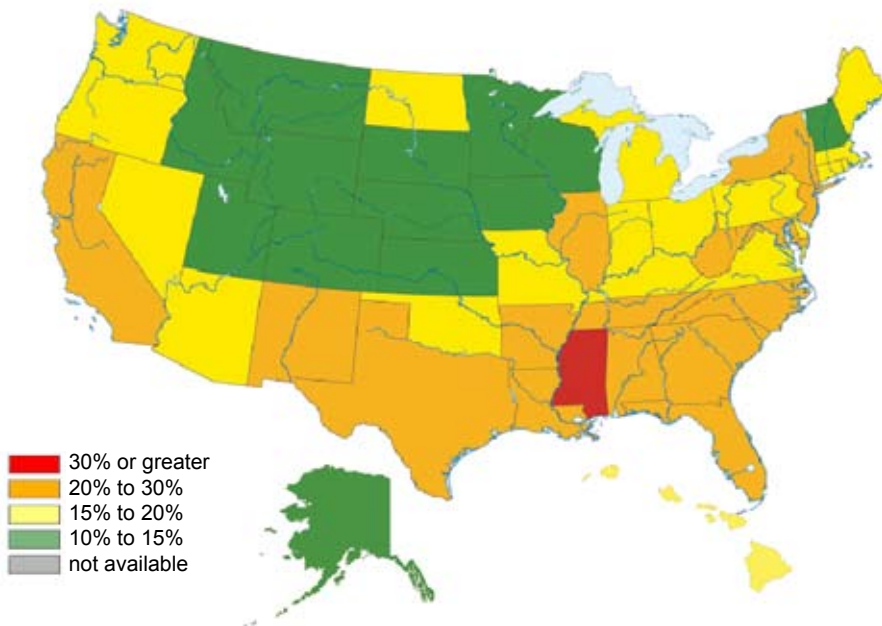 30% or greater
20% to 30%
15% to 20%
10% to 15%
not available